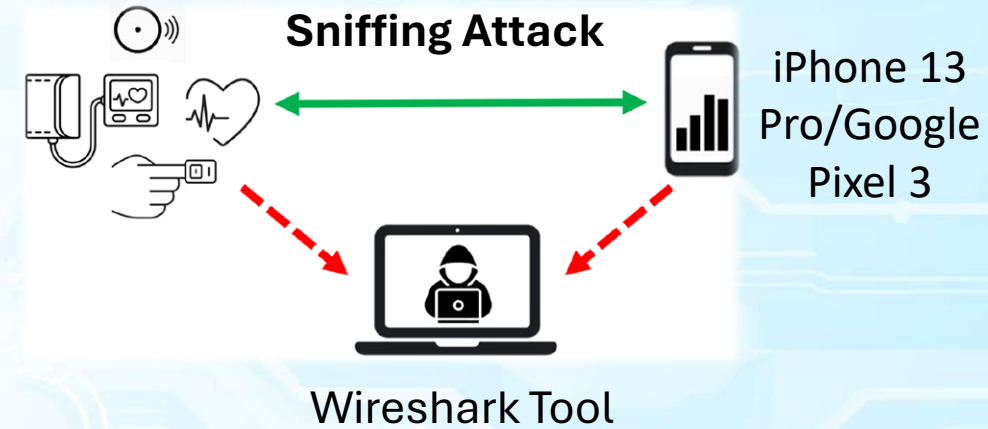 Sniffing Attack
iPhone 13
Pro/Google
Pixel 3
Wireshark Tool